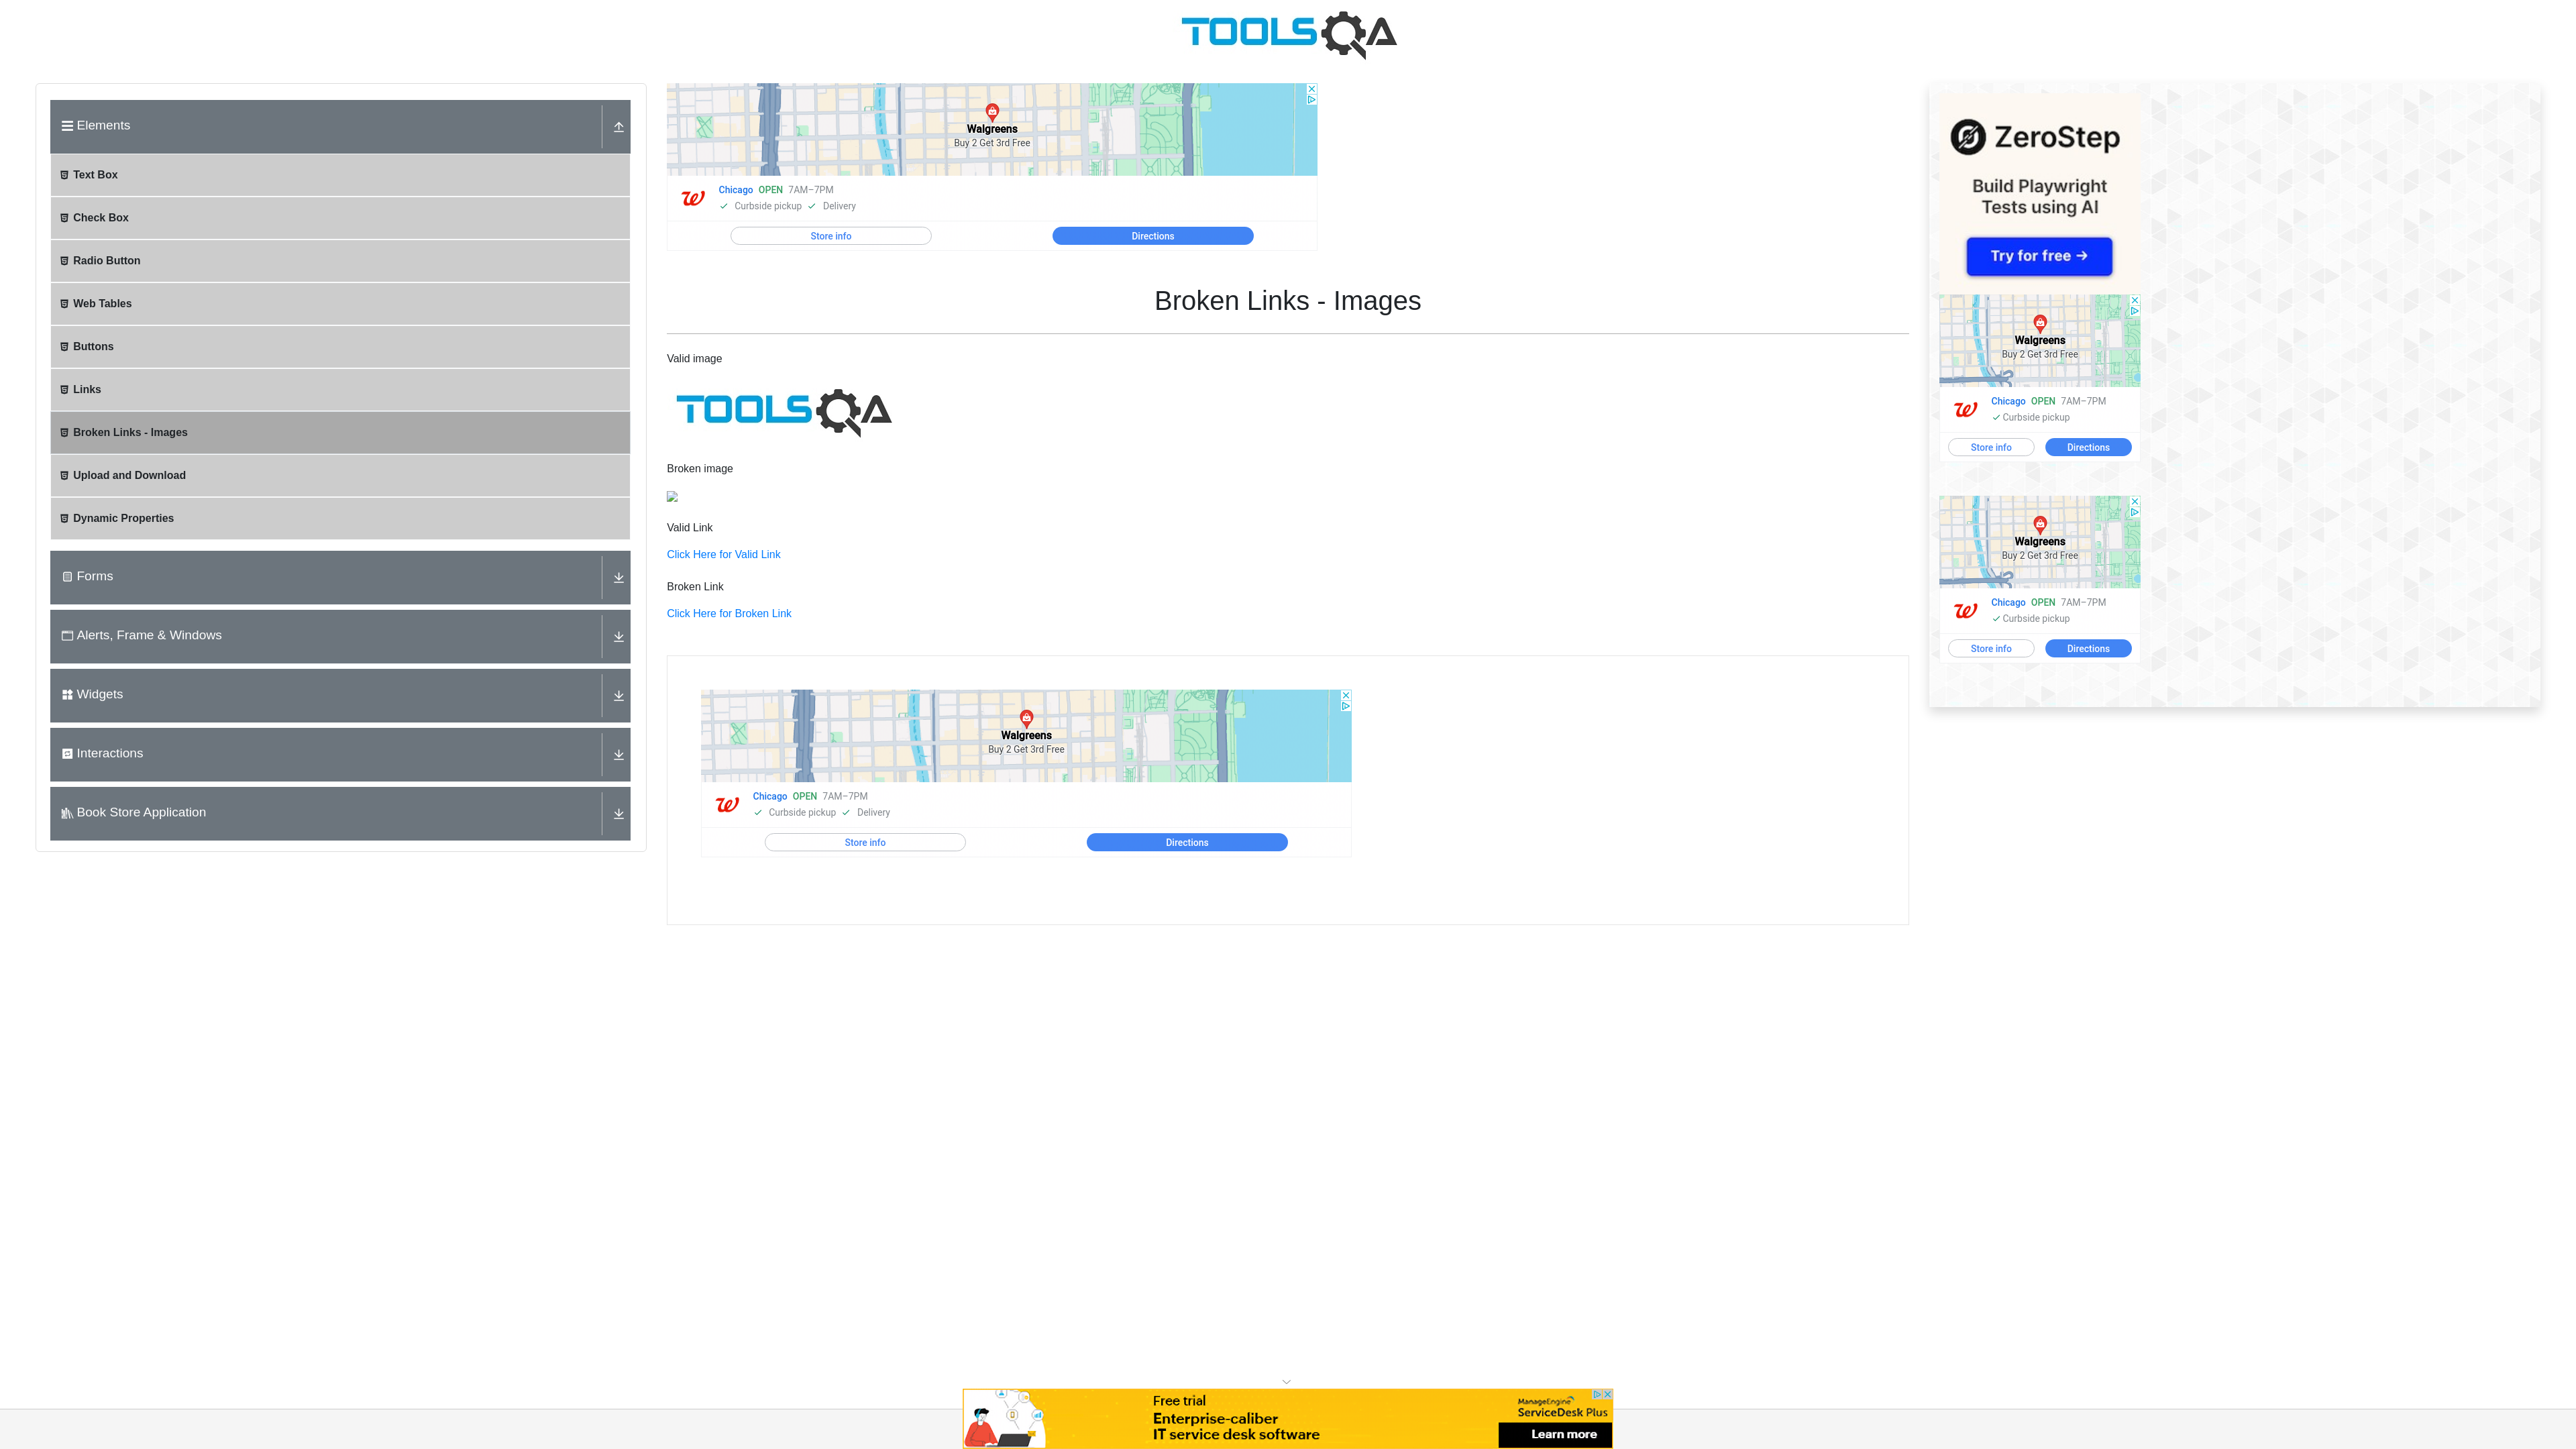 TOOLSQA
Elements
Text Box
Check Box
Radio Button
Web Tables
Buttons
Links
Broken Links - Images
Upload and Download
Dynamic Properties
Forms
Alerts, Frame & Windows
Widgets
Interactions
Book Store Application
Walgreens
Buy 2 Get 3rd Free
Chicago OPEN 7AM–7PM
Curbside pickup Delivery
Store info Directions
Broken Links - Images
Valid image
TOOLSQA
Broken image
Valid Link
Click Here for Valid Link
Broken Link
Click Here for Broken Link
Walgreens
Buy 2 Get 3rd Free
Chicago OPEN 7AM–7PM
Curbside pickup Delivery
Store info Directions
ZeroStep
Build Playwright
Tests using AI
Try for free →
Walgreens
Buy 2 Get 3rd Free
Chicago OPEN 7AM–7PM
Curbside pickup
Store info Directions
Walgreens
Buy 2 Get 3rd Free
Chicago OPEN 7AM–7PM
Curbside pickup
Store info Directions
Free trial
Enterprise-caliber
IT service desk software
ManageEngine
ServiceDesk Plus
Learn more